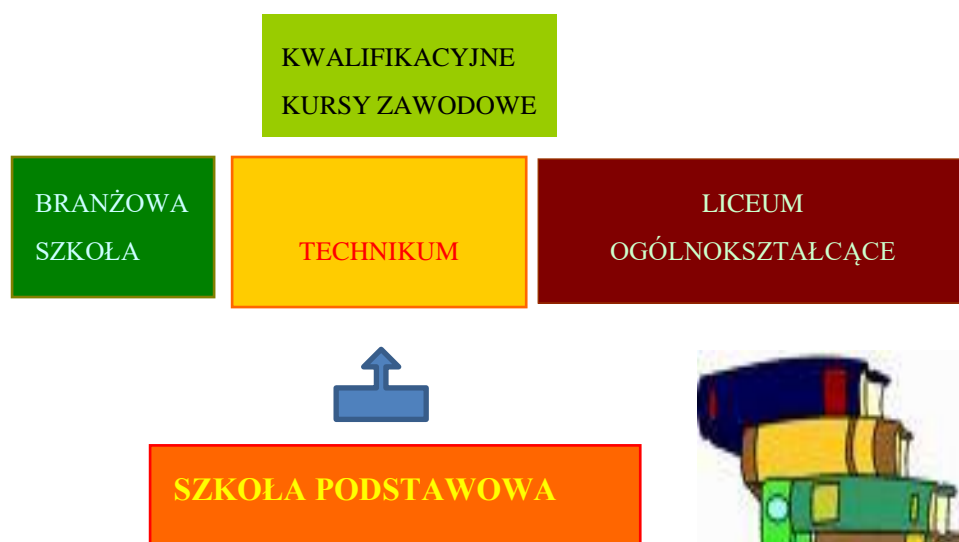 KWALIFIKACYJNE
KURSY ZAWODOWE
BRANŻOWA
SZKOŁA
TECHNIKUM
LICEUM
OGÓLNOKSZTAŁCĄCE
SZKOŁA PODSTAWOWA